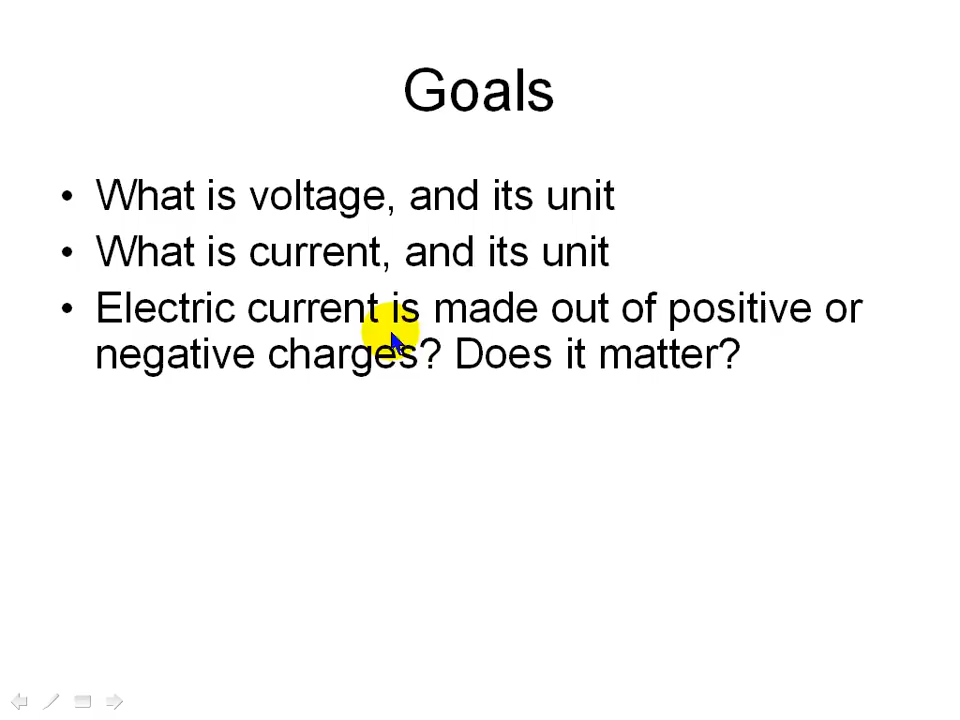 Goals
• What is voltage, and its unit
• What is current, and its unit
• Electric current is made out of positive or
negative charges? Does it matter?